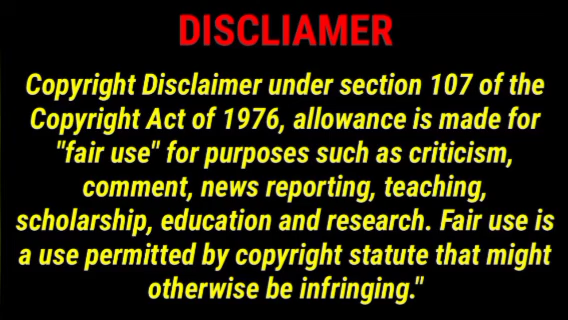 DISCLIAMER
Copyright Disclaimer under section 107 of the
Copyright Act of 1976, allowance is made for
"fair use" for purposes such as criticism,
comment, news reporting, teaching,
scholarship, education and research. Fair use is
a use permitted by copyright statute that might
otherwise be infringing."